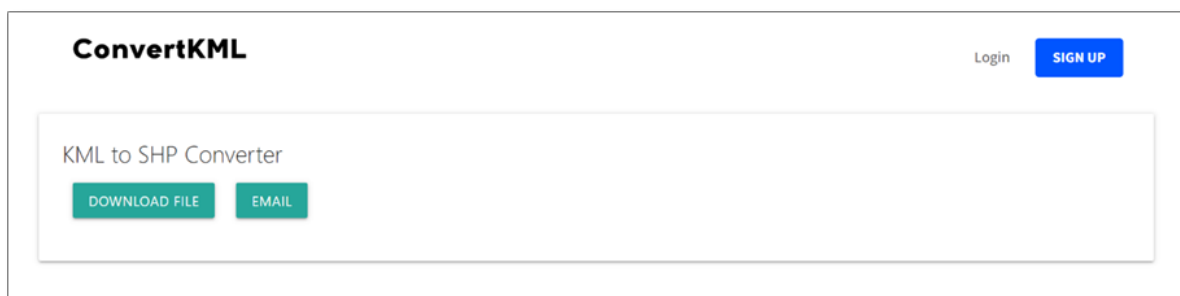 ConvertKML
Login
SIGN UP
KML to SHP Converter
DOWNLOAD FILE
EMAIL